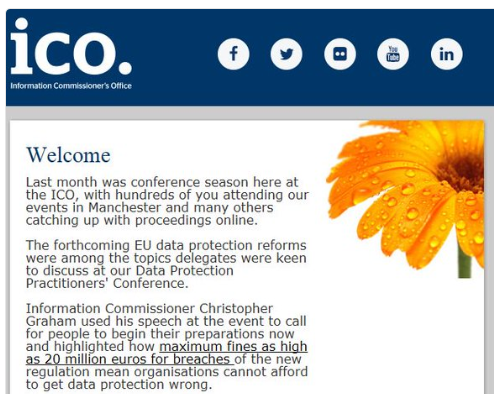 ico.
Information Commissioner's Office
You
Tube
Welcome
Last month was conference season here at
the ICO, with hundreds of you attending our
events in Manchester and many others
catching up with proceedings online.
The forthcoming EU data protection reforms
were among the topics delegates were keen
to discuss at our Data Protection
Practitioners' Conference.
Information Commissioner Christopher
Graham used his speech at the event to call
for people to begin their preparations now
and highlighted how maximum fines as high
as 20 million euros for breaches of the new
regulation mean organisations cannot afford
to get data protection wrong.